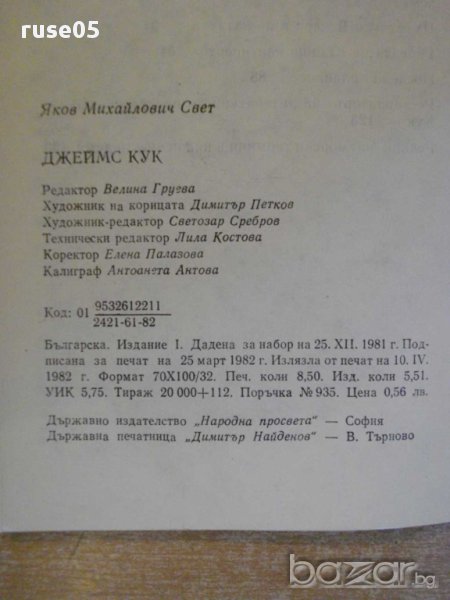 ruse05
Яков Михайлович Свет
ДЖЕЙМС КУК
Редактор Велина Груева
Художник на корицата Димитър Петков
Художник-редактор Светозар Сребров
Технически редактор Лила Костова
Коректор Елена Палазова
Калиграф Антоанета Антова
Код: 01 9532612211
2421-61-82
Българска. Издание I. Дадена за набор на 25. XII. 1981 г. Под-
писана за печат на 25 март 1982 г. Излязла от печат на 10. IV.
1982 г. Формат 70X100/32. Печ. коли 8,50. Изд. коли 5,51.
УИК 5,75. Тираж 20 000+112. Поръчка № 935. Цена 0,56 лв.
Държавно издателство „Народна просвета" — София
Държавна печатница „Димитър Найденов" — В. Търново
bazar.bg